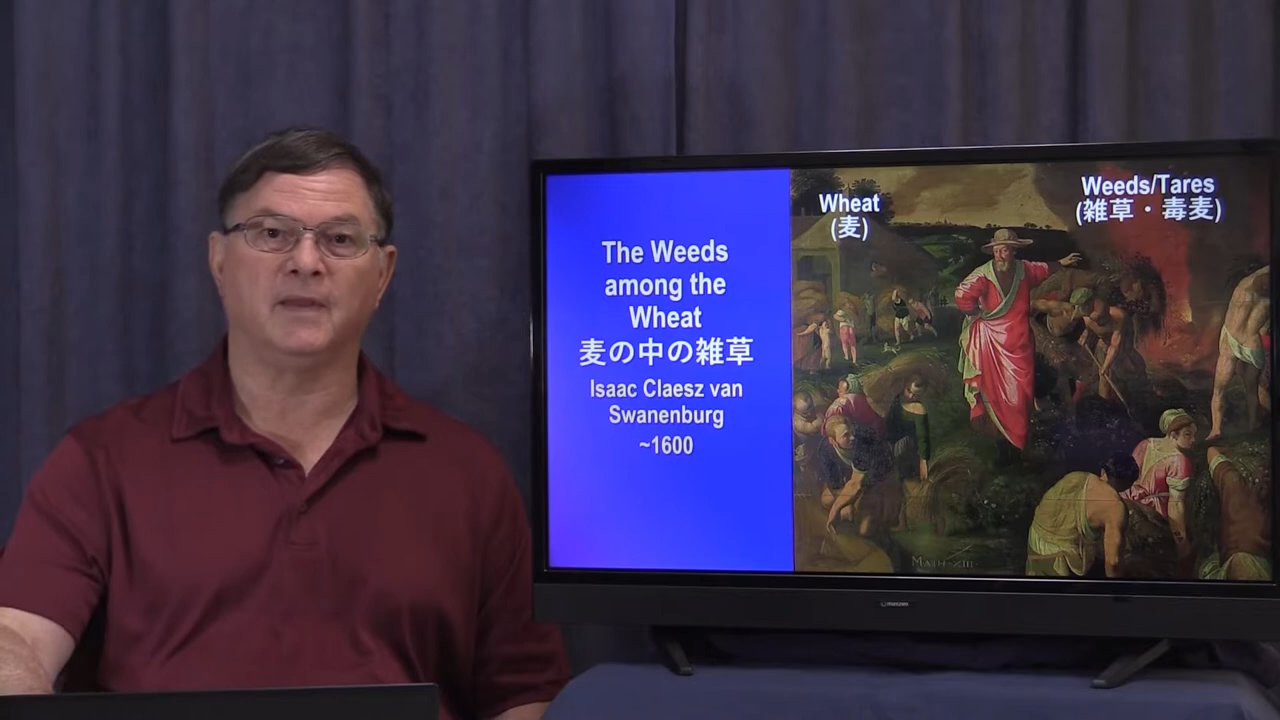 The Weeds
among the
Wheat
麦の中の雑草
Isaac Claesz van
Swanenburg
~1600
Wheat
(麦)
Weeds/Tares
(雑草・毒麦)
MATH·XIII·